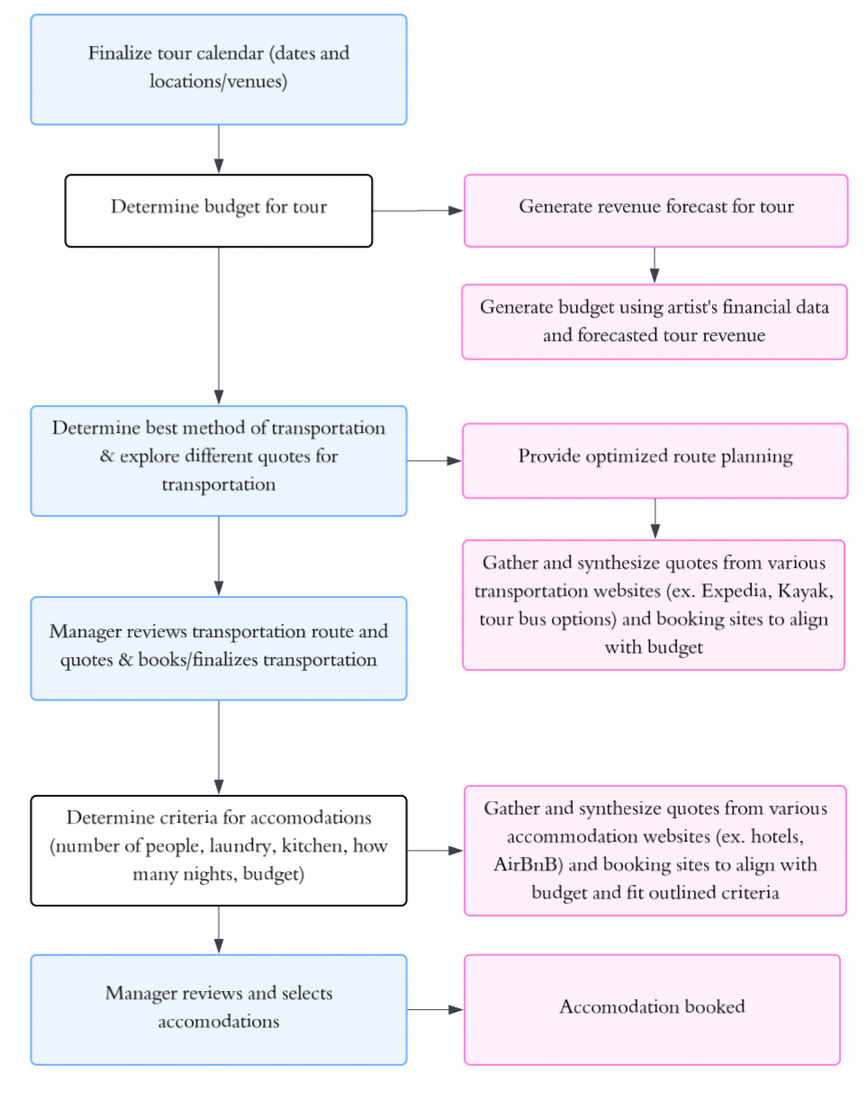 Finalize tour calendar (dates and
locations/venues)
Determine budget for tour
Generate revenue forecast for tour
Generate budget using artist's financial data
and forecasted tour revenue
Determine best method of transportation
& explore different quotes for
transportation
Provide optimized route planning
Gather and synthesize quotes from various
transportation websites (ex. Expedia, Kayak,
tour bus options) and booking sites to align
with budget
Manager reviews transportation route and
quotes & books/finalizes transportation
Determine criteria for accomodations
(number of people, laundry, kitchen, how
many nights, budget)
Gather and synthesize quotes from various
accommodation websites (ex. hotels,
AirBnB) and booking sites to align with
budget and fit outlined criteria
Manager reviews and selects
accomodations
Accomodation booked